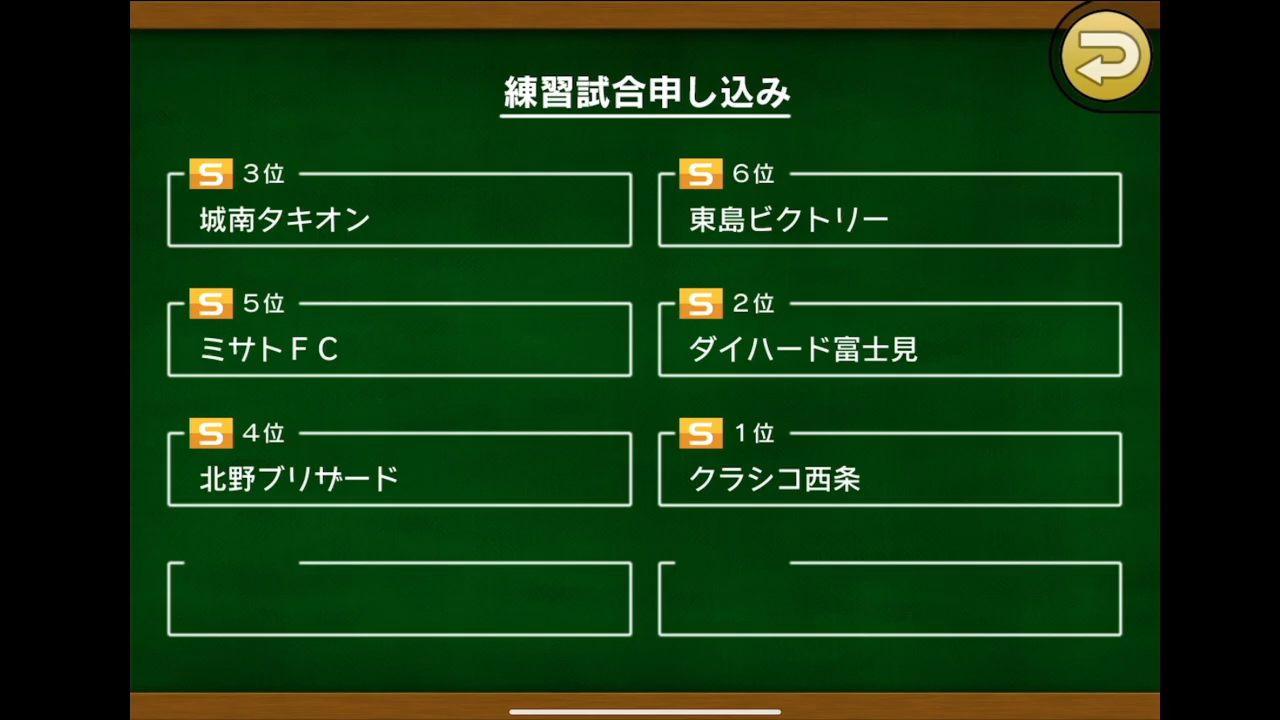 練習試合申し込み
S 3位
城南タキオン
S 6位
東島ビクトリー
S 5位
ミサトＦＣ
S 2位
ダイハード富士見
S 4位
北野ブリザード
S 1位
クラシコ西条